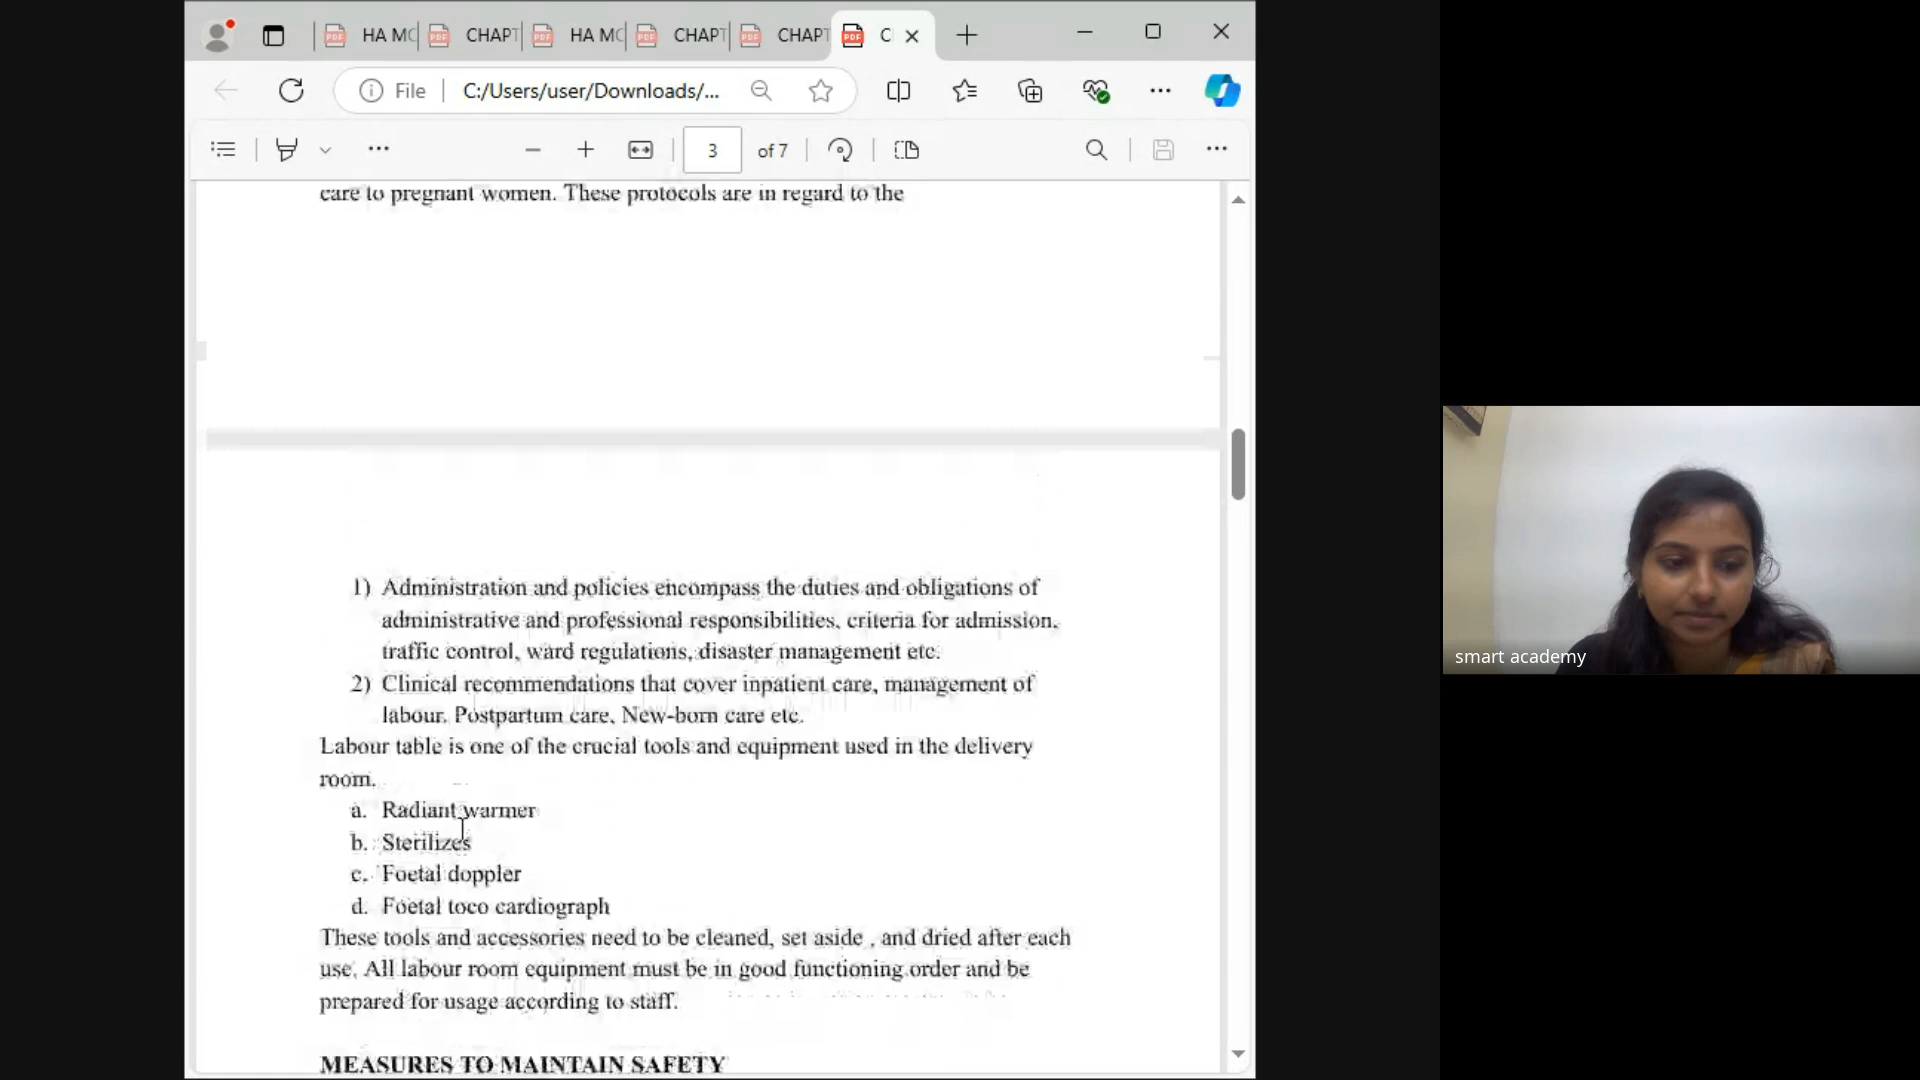 HA MC
CHAPT
HA MC
CHAPT
CHAPT
C
File
C:/Users/user/Downloads/...
3
of 7
care to pregnant women. These protocols are in regard to the
1) Administration and policies encompass the duties and obligations of
administrative and professional responsibilities, criteria for admission,
traffic control, ward regulations, disaster management etc.
2) Clinical recommendations that cover inpatient care, management of
labour. Postpartum care, New-born care etc.
Labour table is one of the crucial tools and equipment used in the delivery
room.
a. Radiant warmer
b. Sterilizes
c. Foetal doppler
d. Foetal toco cardiograph
These tools and accessories need to be cleaned, set aside , and dried after each
use. All labour room equipment must be in good functioning order and be
prepared for usage according to staff.
MEASURES TO MAINTAIN SAFETY
smart academy